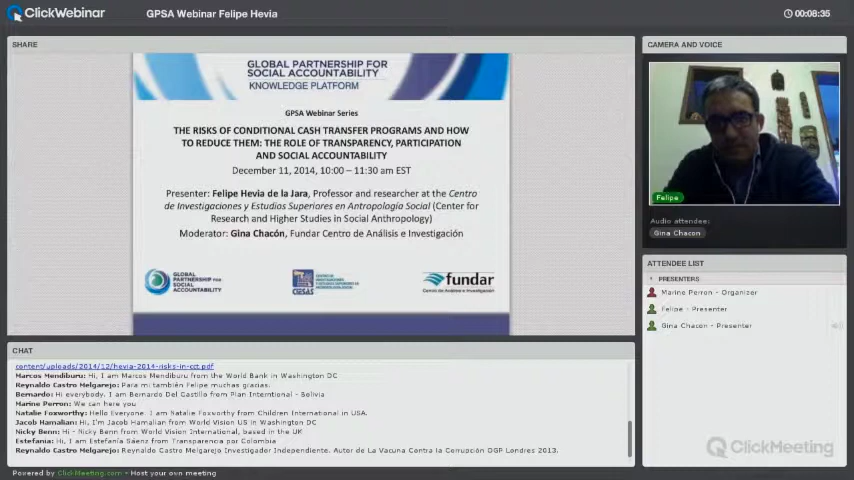 ClickWebinar
GPSA Webinar Felipe Hevia
00:08:35
SHARE
GLOBAL PARTNERSHIP FOR
SOCIAL ACCOUNTABILITY
KNOWLEDGE PLATFORM
GPSA Webinar Series
THE RISKS OF CONDITIONAL CASH TRANSFER PROGRAMS AND HOW
TO REDUCE THEM: THE ROLE OF TRANSPARENCY, PARTICIPATION
AND SOCIAL ACCOUNTABILITY
December 11, 2014, 10:00 – 11:30 am EST
Presenter: Felipe Hevia de la Jara, Professor and researcher at the Centro
de Investigaciones y Estudios Superiores en Antropología Social (Center for
Research and Higher Studies in Social Anthropology)
Moderator: Gina Chacón, Fundar Centro de Análisis e Investigación
GLOBAL
PARTNERSHIP FOR
SOCIAL
ACCOUNTABILITY
CIESAS
fundar
Centro de Análisis e Investigación
CAMERA AND VOICE
Felipe
Audio attendee:
Gina Chacon
ATTENDEE LIST
PRESENTERS
Marine Perron - Organizer
Felipe - Presenter
Gina Chacon - Presenter
CHAT
content/uploads/2014/12/hevia-2014-risks-in-cct.pdf
Marcos Mendiburu: Hi, I am Marcos Mendiburu from the World Bank in Washington DC
Reynaldo Castro Melgarejo: Para mi también Felipe muchas gracias.
Bernardo: Hi everybody. I am Bernardo Del Castillo from Plan Interntional - Bolivia
Marine Perron: We can here you
Natalie Foxworthy: Hello Everyone. I am Natalie Foxworthy from Children International in USA.
Jacob Hamalian: Hi, I'm Jacob Hamalian from World Vision US in Washington DC
Nicky Benn: Hi - Nicky Benn from World Vision International, based in the UK
Estefania: Hi, I am Estefanía Sáenz from Transparencia por Colombia
Reynaldo Castro Melgarejo: Reynaldo Castro Melgarejo Investigador Independiente. Autor de La Vacuna Contra la Corrupción OGP Londres 2013.
ClickMeeting
Powered by ClickMeeting.com • Host your own meeting